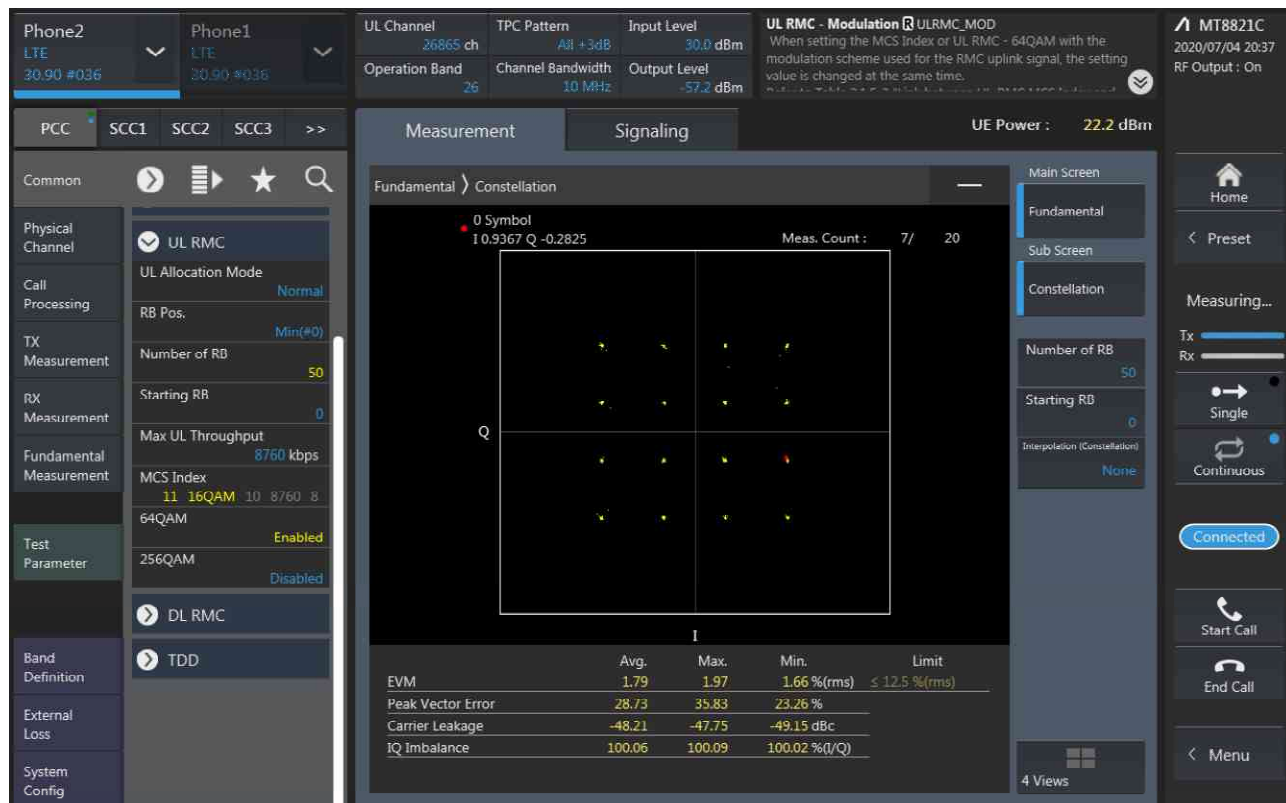 Phone2
LTE
30.90 #036
Phone1
LTE
30.90 #036
UL Channel
26865 ch
Operation Band
26
TPC Pattern
All +3dB
Channel Bandwidth
10 MHz
Input Level
30.0 dBm
Output Level
-57.2 dBm
UL RMC - Modulation R ULRMC_MOD
When setting the MCS Index or UL RMC - 64QAM with the
modulation scheme used for the RMC uplink signal, the setting
value is changed at the same time.
MT8821C
2020/07/04 20:37
RF Output : On
PCC SCC1 SCC2 SCC3 >>
Measurement
Signaling
UE Power : 22.2 dBm
Common
Physical
Channel
Call
Processing
TX
Measurement
RX
Measurement
Fundamental
Measurement
Test
Parameter
Band
Definition
External
Loss
System
Config
UL RMC
UL Allocation Mode
Normal
RB Pos.
Min(#0)
Number of RB
50
Starting RB
0
Max UL Throughput
8760 kbps
MCS Index
11 16QAM 10 8760 8
64QAM
Enabled
256QAM
Disabled
DL RMC
TDD
Fundamental 〉 Constellation
0 Symbol
I 0.9367 Q -0.2825
Meas. Count : 7/ 20
Q
I
Avg. Max. Min. Limit
EVM 1.79 1.97 1.66 %(rms) ≤ 12.5 %(rms)
Peak Vector Error 28.73 35.83 23.26 %
Carrier Leakage -48.21 -47.75 -49.15 dBc
IQ Imbalance 100.06 100.09 100.02 %(I/Q)
Main Screen
Fundamental
Sub Screen
Constellation
Number of RB
50
Starting RB
0
Interpolation (Constellation)
None
4 Views
Home
< Preset
Measuring...
Tx
Rx
Single
Continuous
Connected
Start Call
End Call
< Menu